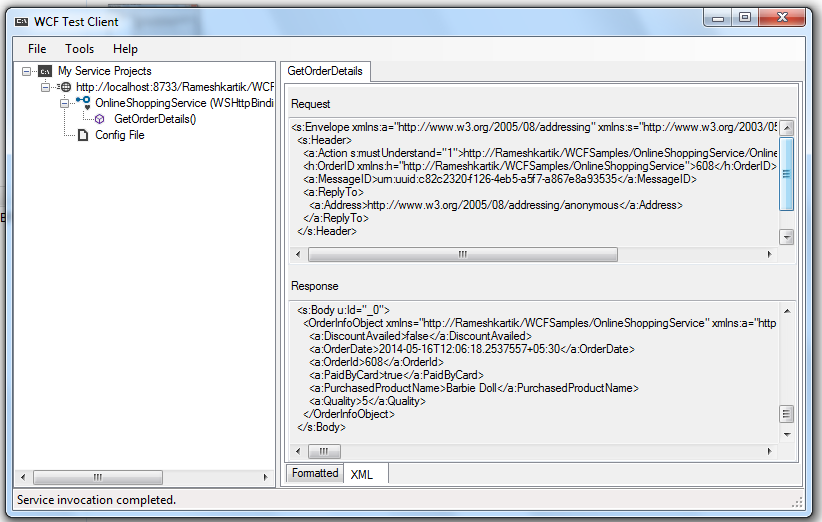 WCF Test Client
File Tools Help
My Service Projects
http://localhost:8733/Rameshkartik/WCF
OnlineShoppingService (WSHttpBindi
GetOrderDetails()
Config File
GetOrderDetails
Request
<s:Envelope xmlns:a="http://www.w3.org/2005/08/addressing" xmlns:s="http://www.w3.org/2003/05
<s:Header>
<a:Action s:mustUnderstand="1">http://Rameshkartik/WCFSamples/OnlineShoppingService/Online
<h:OrderID xmlns:h="http://Rameshkartik/WCFSamples/OnlineShoppingService">608</h:OrderID>
<a:MessageID>urn:uuid:c82c2320-f126-4eb5-a5f7-a867e8a93535</a:MessageID>
<a:ReplyTo>
<a:Address>http://www.w3.org/2005/08/addressing/anonymous</a:Address>
</a:ReplyTo>
</s:Header>
Response
<s:Body u:Id="_0">
<OrderInfoObject xmlns="http://Rameshkartik/WCFSamples/OnlineShoppingService" xmlns:a="http
<a:DiscountAvailed>false</a:DiscountAvailed>
<a:OrderDate>2014-05-16T12:06:18.2537557+05:30</a:OrderDate>
<a:OrderId>608</a:OrderId>
<a:PaidByCard>true</a:PaidByCard>
<a:PurchasedProductName>Barbie Doll</a:PurchasedProductName>
<a:Quality>5</a:Quality>
</OrderInfoObject>
</s:Body>
Formatted XML
Service invocation completed.